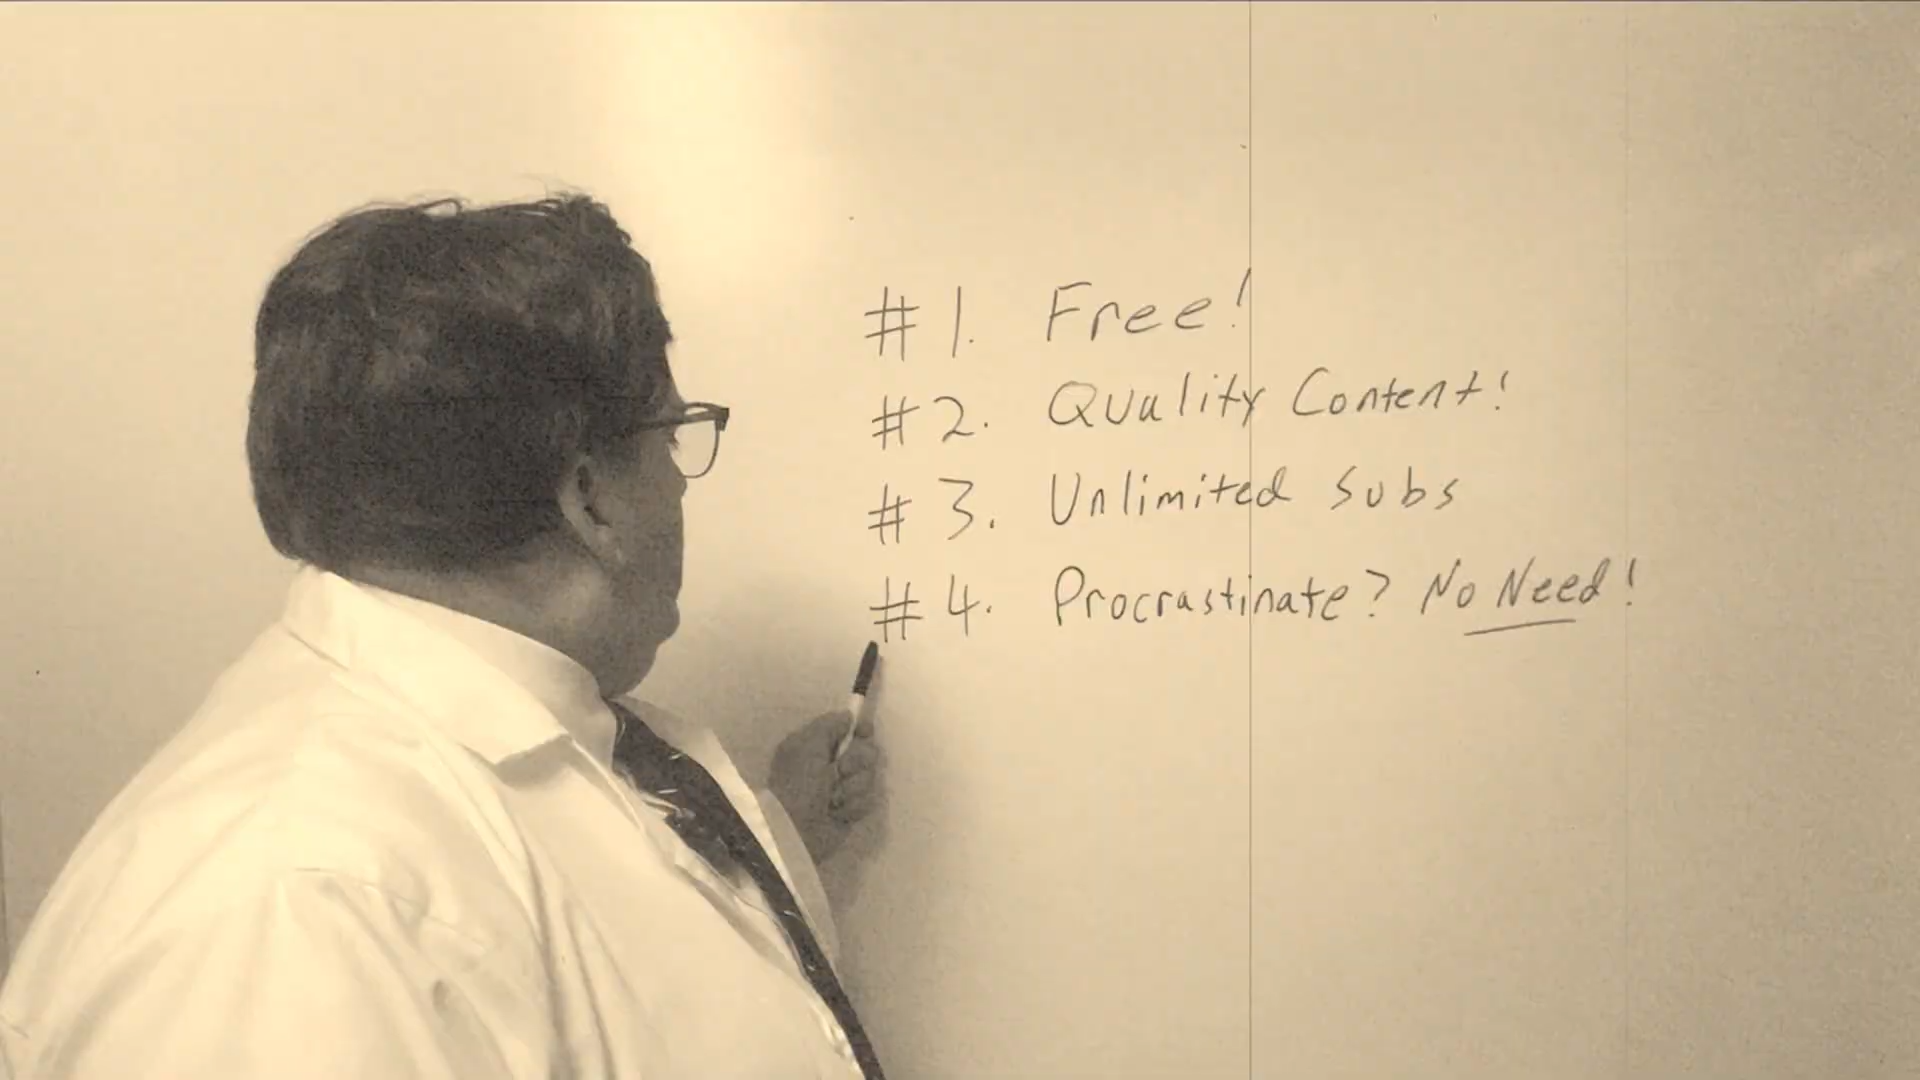 #1. Free!
#2. Quality Content!
#3. Unlimited Subs
#4. Procrastinate? No Need!